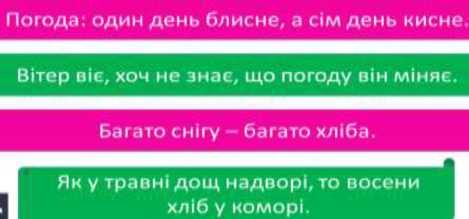 Погода: один день блисне, а сім день кисне.
Вітер віє, хоч не знає, що погоду він міняє.
Багато снігу – багато хліба.
Як у травні дощ надворі, то восени
хліб у коморі.